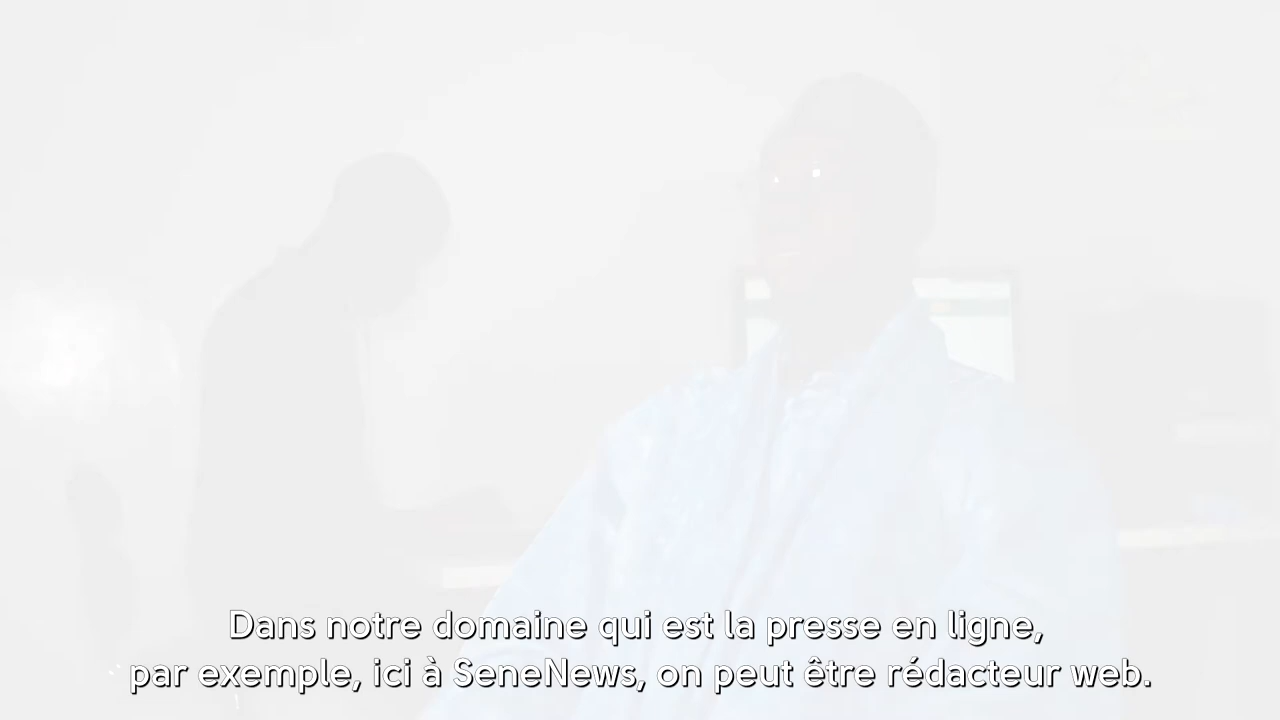 Dans notre domaine qui est la presse en ligne,
par exemple, ici à SeneNews, on peut être rédacteur web.